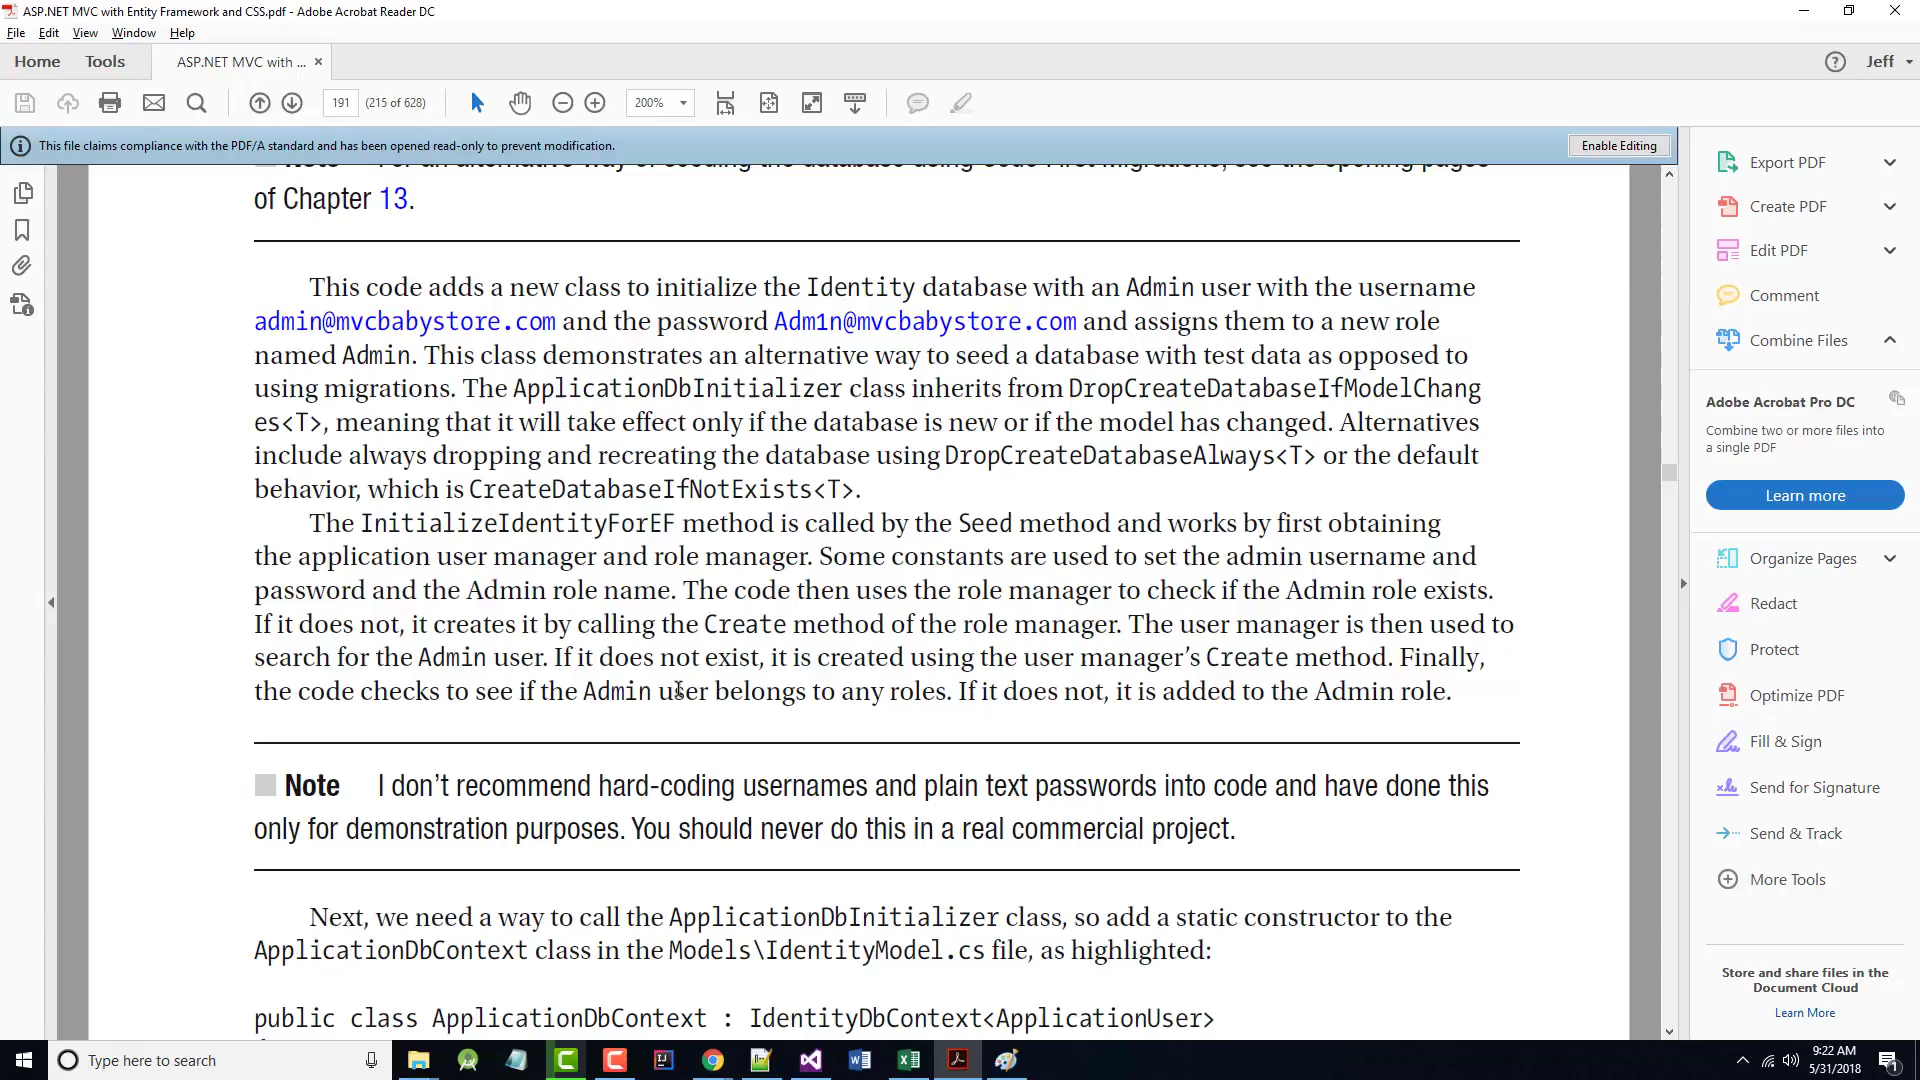 ASP.NET MVC with Entity Framework and CSS.pdf - Adobe Acrobat Reader DC
File Edit View Window Help
Home Tools ASP.NET MVC with ... × Jeff
191 (215 of 628) 200%
This file claims compliance with the PDF/A standard and has been opened read-only to prevent modification. Enable Editing
Note For an alternative way of seeding the database using Code First Migrations, see the opening pages
of Chapter 13.
This code adds a new class to initialize the Identity database with an Admin user with the username
admin@mvcbabystore.com and the password Adm1n@mvcbabystore.com and assigns them to a new role
named Admin. This class demonstrates an alternative way to seed a database with test data as opposed to
using migrations. The ApplicationDbInitializer class inherits from DropCreateDatabaseIfModelChang
es<T>, meaning that it will take effect only if the database is new or if the model has changed. Alternatives
include always dropping and recreating the database using DropCreateDatabaseAlways<T> or the default
behavior, which is CreateDatabaseIfNotExists<T>.
The InitializeIdentityForEF method is called by the Seed method and works by first obtaining
the application user manager and role manager. Some constants are used to set the admin username and
password and the Admin role name. The code then uses the role manager to check if the Admin role exists.
If it does not, it creates it by calling the Create method of the role manager. The user manager is then used to
search for the Admin user. If it does not exist, it is created using the user manager's Create method. Finally,
the code checks to see if the Admin user belongs to any roles. If it does not, it is added to the Admin role.
Note I don't recommend hard-coding usernames and plain text passwords into code and have done this
only for demonstration purposes. You should never do this in a real commercial project.
Next, we need a way to call the ApplicationDbInitializer class, so add a static constructor to the
ApplicationDbContext class in the Models\IdentityModel.cs file, as highlighted:
public class ApplicationDbContext : IdentityDbContext<ApplicationUser>
Export PDF
Create PDF
Edit PDF
Comment
Combine Files
Adobe Acrobat Pro DC
Combine two or more files into
a single PDF
Learn more
Organize Pages
Redact
Protect
Optimize PDF
Fill & Sign
Send for Signature
Send & Track
More Tools
Store and share files in the
Document Cloud
Learn More
Type here to search
9:22 AM
5/31/2018
1